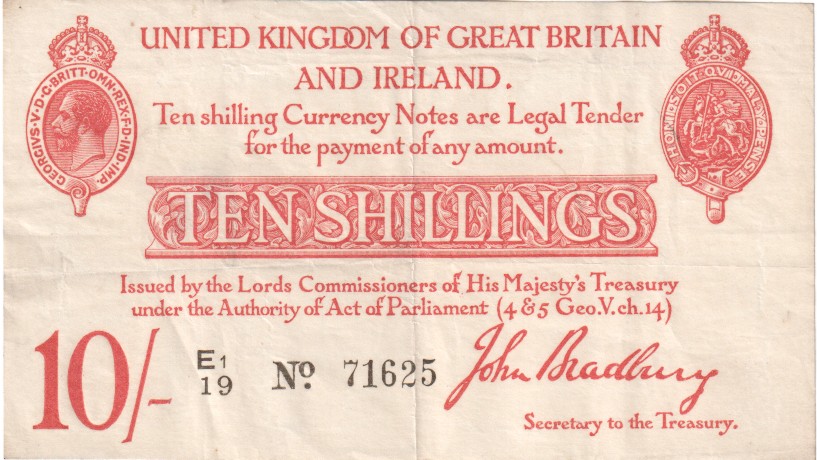 UNITED KINGDOM OF GREAT BRITAIN
AND IRELAND.
GEORGIVS·V·D·G·BRITT·OMN·REX·F·D·IND·IMP·
HONI·SOIT·QVI·MAL·Y·PENSE
Ten shilling Currency Notes are Legal Tender
for the payment of any amount.
TEN SHILLINGS
Issued by the Lords Commissioners of His Majesty's Treasury
under the Authority of Act of Parliament (4 & 5 Geo.V.ch.14)
10/-
E1
19
No 71625
John Bradbury
Secretary to the Treasury.